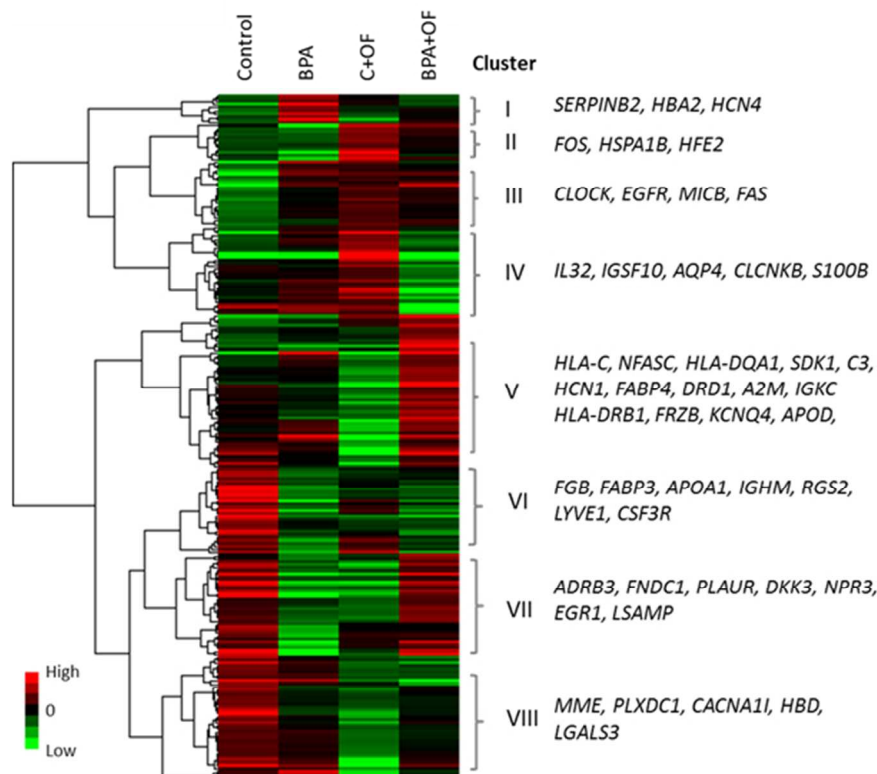 Control
BPA
C+OF
BPA+OF
Cluster
I
SERPINB2, HBA2, HCN4
II
FOS, HSPA1B, HFE2
III
CLOCK, EGFR, MICB, FAS
IV
IL32, IGSF10, AQP4, CLCNKB, S100B
V
HLA-C, NFASC, HLA-DQA1, SDK1, C3,
HCN1, FABP4, DRD1, A2M, IGKC
HLA-DRB1, FRZB, KCNQ4, APOD,
VI
FGB, FABP3, APOA1, IGHM, RGS2,
LYVE1, CSF3R
VII
ADRB3, FNDC1, PLAUR, DKK3, NPR3,
EGR1, LSAMP
VIII
MME, PLXDC1, CACNA1I, HBD,
LGALS3
High
0
Low